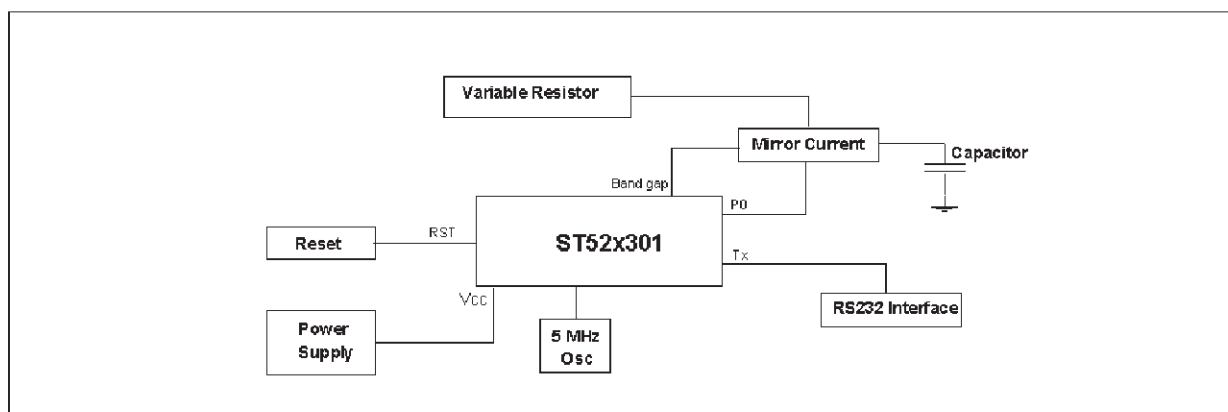 Variable Resistor
Mirror Current
Capacitor
Band gap
P0
RST
Reset
ST52x301
Tx
Vcc
RS232 Interface
Power
Supply
5 MHz
Osc